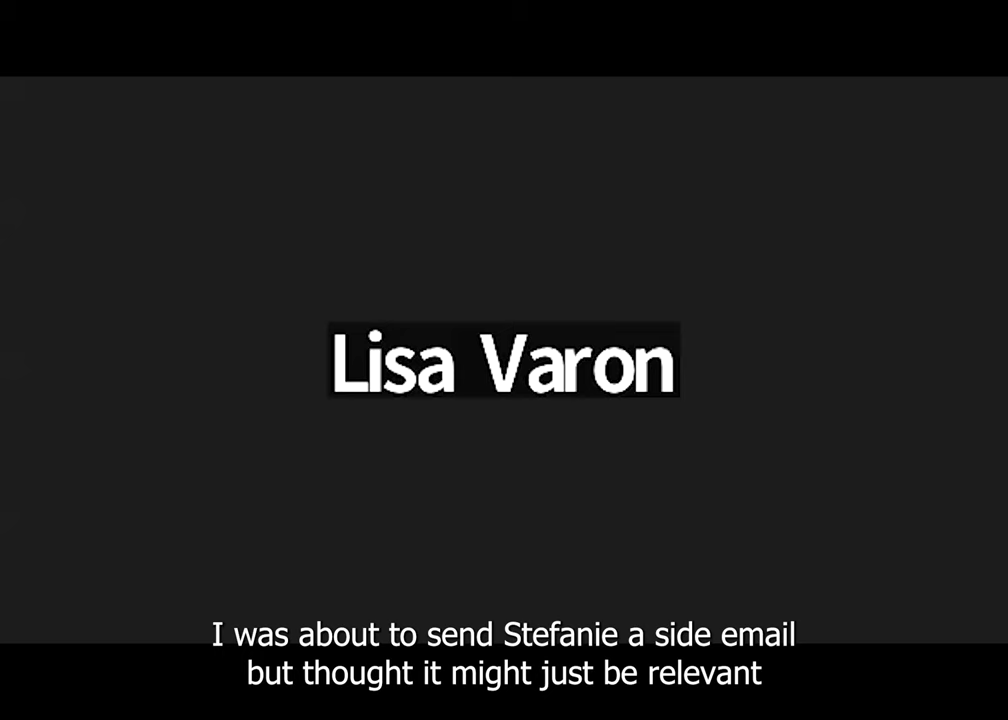 Lisa Varon
I was about to send Stefanie a side email
but thought it might just be relevant